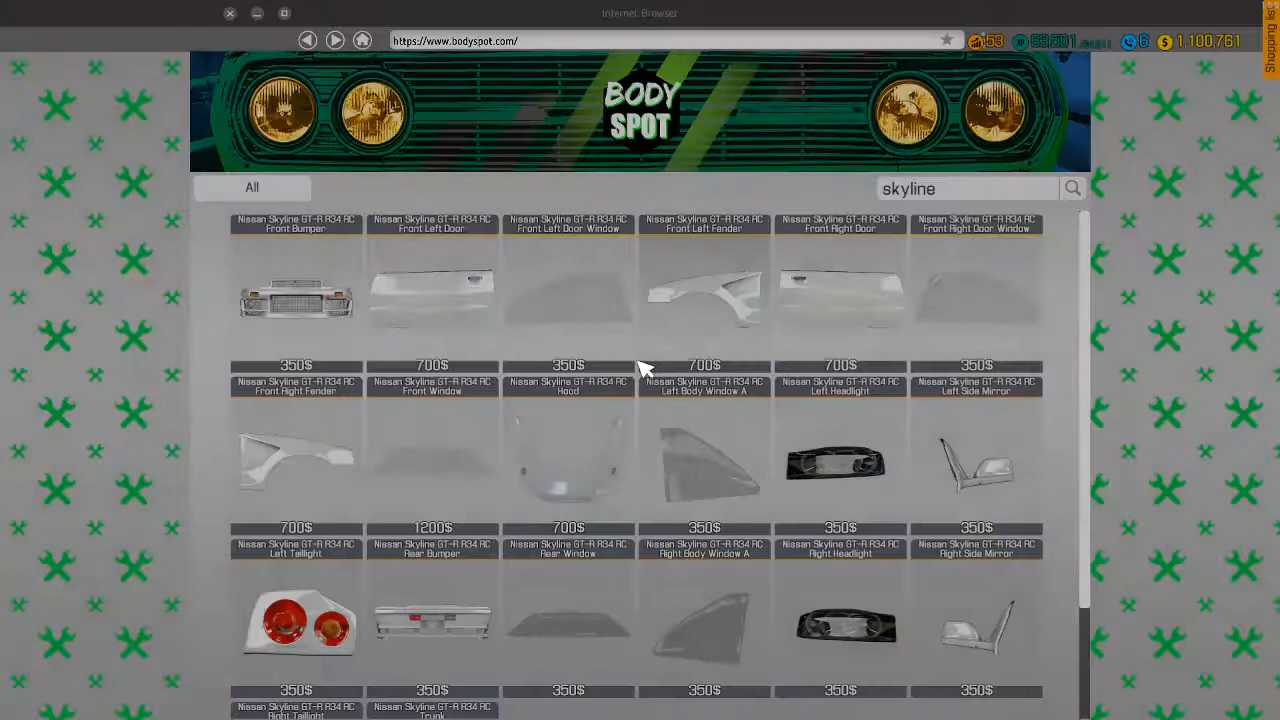 Internet Browser
https://www.bodyspot.com/
53
6
1,100,761
BODY
SPOT
All
skyline
Nissan Skyline GT-R R34 RC
Front Bumper
Nissan Skyline GT-R R34 RC
Front Left Door
Nissan Skyline GT-R R34 RC
Front Left Door Window
Nissan Skyline GT-R R34 RC
Front Left Fender
Nissan Skyline GT-R R34 RC
Front Right Door
Nissan Skyline GT-R R34 RC
Front Right Door Window
350$
700$
350$
700$
700$
350$
Nissan Skyline GT-R R34 RC
Front Right Fender
Nissan Skyline GT-R R34 RC
Front Window
Nissan Skyline GT-R R34 RC
Hood
Nissan Skyline GT-R R34 RC
Left Body Window A
Nissan Skyline GT-R R34 RC
Left Headlight
Nissan Skyline GT-R R34 RC
Left Side Mirror
700$
1200$
700$
350$
350$
350$
Nissan Skyline GT-R R34 RC
Left Taillight
Nissan Skyline GT-R R34 RC
Rear Bumper
Nissan Skyline GT-R R34 RC
Rear Window
Nissan Skyline GT-R R34 RC
Right Body Window A
Nissan Skyline GT-R R34 RC
Right Headlight
Nissan Skyline GT-R R34 RC
Right Side Mirror
350$
350$
350$
350$
350$
350$
Nissan Skyline GT-R R34 RC
Right Taillight
Nissan Skyline GT-R R34 RC
Trunk